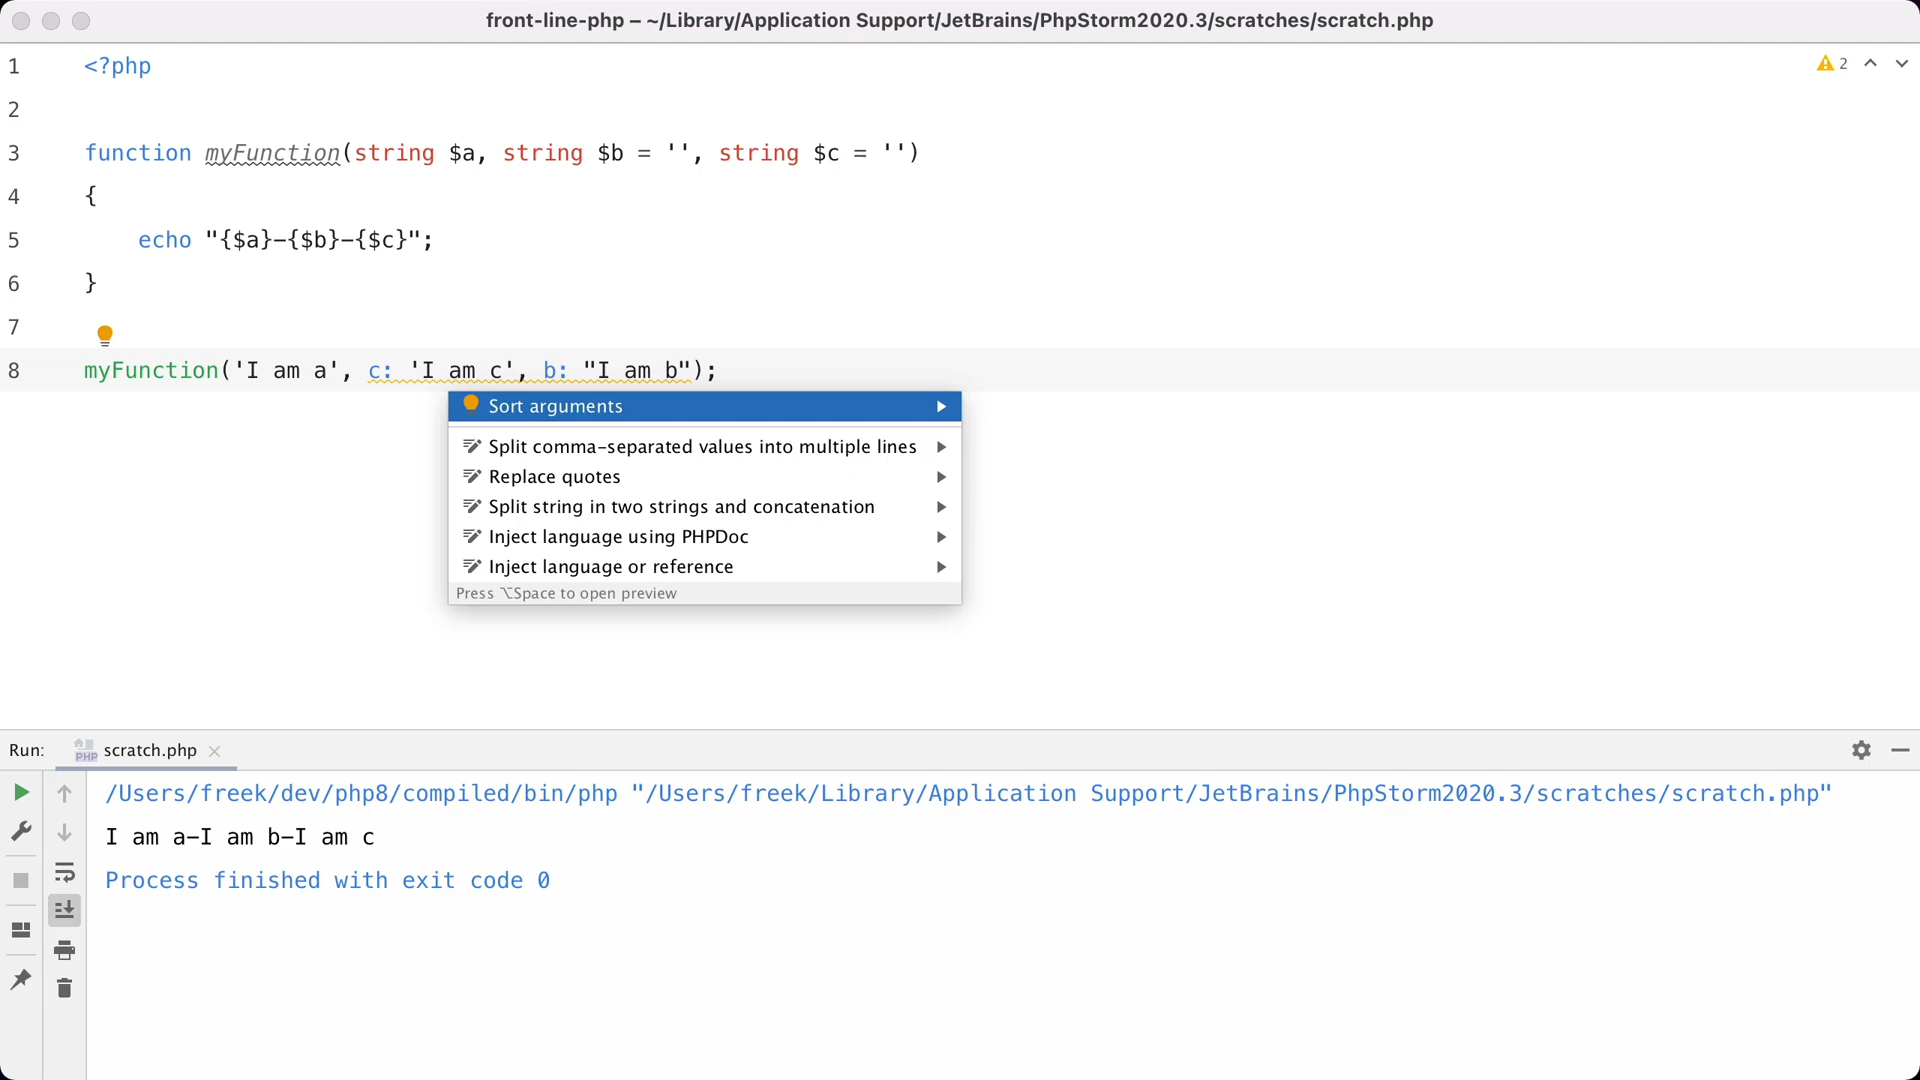 front-line-php – ~/Library/Application Support/JetBrains/PhpStorm2020.3/scratches/scratch.php
1 <?php
2
2
3 function myFunction(string $a, string $b = '', string $c = '')
4 {
5 echo "{$a}-{$b}-{$c}";
6 }
7
8 myFunction('I am a', c: 'I am c', b: "I am b");
Sort arguments
Split comma-separated values into multiple lines
Replace quotes
Split string in two strings and concatenation
Inject language using PHPDoc
Inject language or reference
Press ⌥Space to open preview
Run: scratch.php
/Users/freek/dev/php8/compiled/bin/php "/Users/freek/Library/Application Support/JetBrains/PhpStorm2020.3/scratches/scratch.php"
I am a-I am b-I am c
Process finished with exit code 0